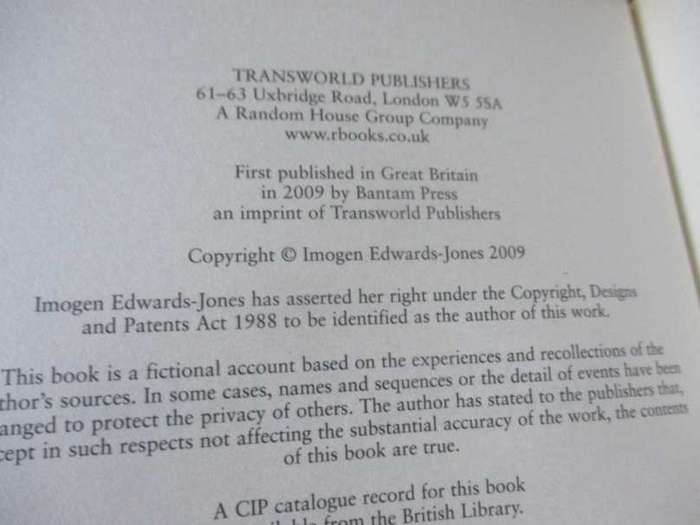 TRANSWORLD PUBLISHERS
61–63 Uxbridge Road, London W5 5SA
A Random House Group Company
www.rbooks.co.uk
First published in Great Britain
in 2009 by Bantam Press
an imprint of Transworld Publishers
Copyright © Imogen Edwards-Jones 2009
Imogen Edwards-Jones has asserted her right under the Copyright, Designs
and Patents Act 1988 to be identified as the author of this work.
This book is a fictional account based on the experiences and recollections of the
thor's sources. In some cases, names and sequences or the detail of events have been
anged to protect the privacy of others. The author has stated to the publishers that,
cept in such respects not affecting the substantial accuracy of the work, the contents
of this book are true.
A CIP catalogue record for this book
from the British Library.